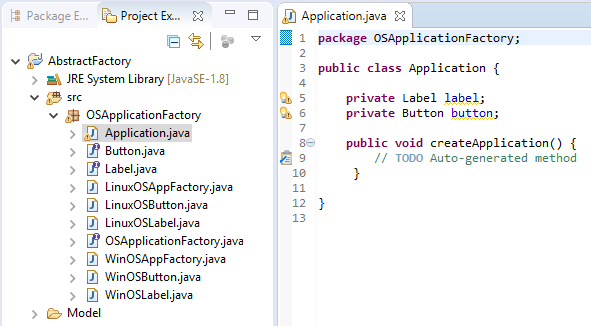 Package E...
Project Ex...
AbstractFactory
JRE System Library [JavaSE-1.8]
src
OSApplicationFactory
Application.java
Button.java
Label.java
LinuxOSAppFactory.java
LinuxOSButton.java
LinuxOSLabel.java
OSApplicationFactory.java
WinOSAppFactory.java
WinOSButton.java
WinOSLabel.java
Model
Application.java
1 package OSApplicationFactory;
2
3 public class Application {
4
5 private Label label;
6 private Button button;
7
8 public void createApplication() {
9 // TODO Auto-generated method
10 }
11
12 }
13